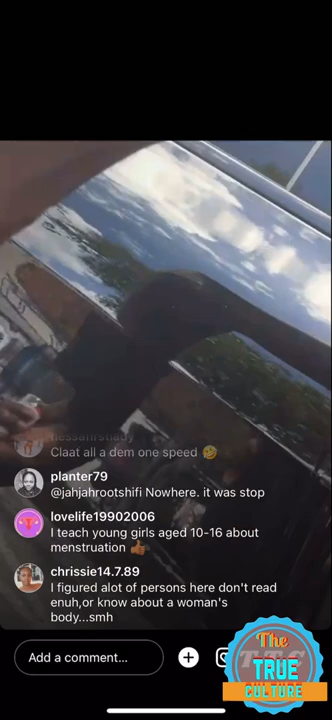 nessanrstlady
Claat all a dem one speed 🤣
planter79
@jahjahrootshifi Nowhere. it was stop
lovelife19902006
I teach young girls aged 10-16 about
menstruation 👍🏾
chrissie14.7.89
I figured alot of persons here don't read
enuh,or know about a woman's
body...smh
Add a comment...
The
T T C
TRUE
CULTURE